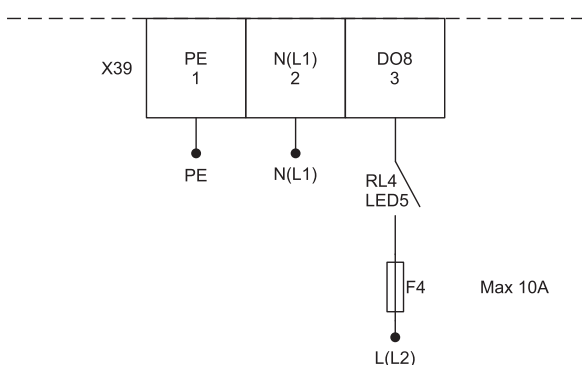 X39
PE
1
N(L1)
2
DO8
3
PE
N(L1)
RL4
LED5
F4
Max 10A
L(L2)